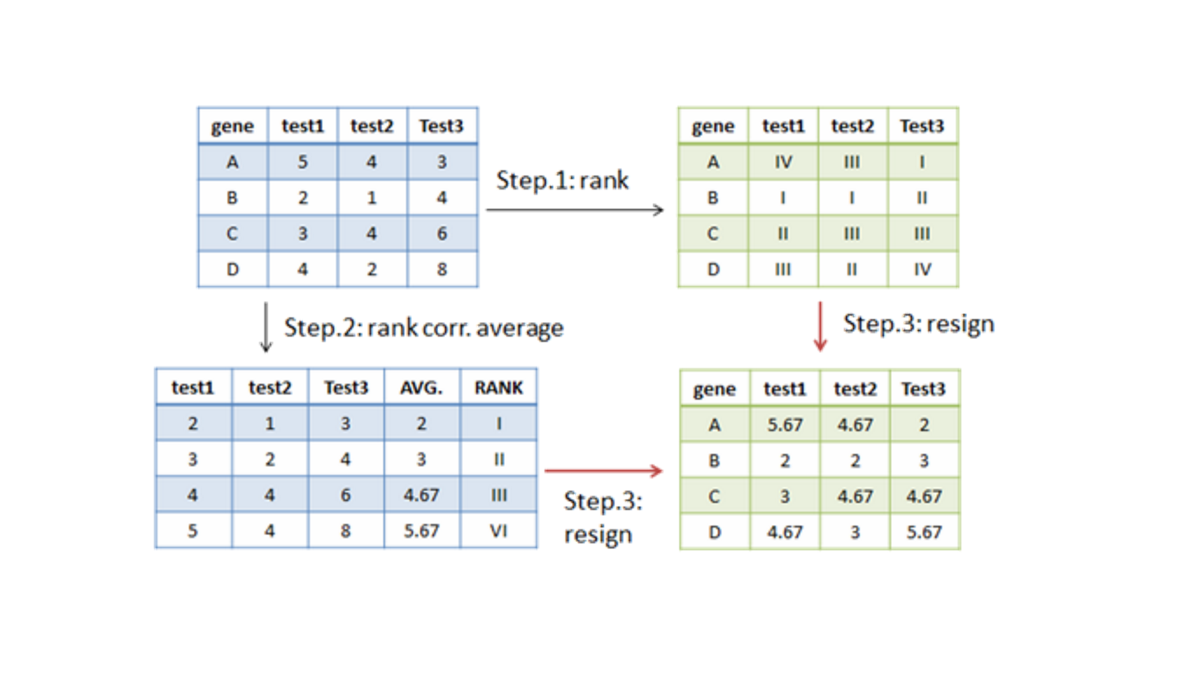 gene test1 test2 Test3
A 5 4 3
B 2 1 4
C 3 4 6
D 4 2 8
Step.1: rank
gene test1 test2 Test3
A IV III I
B I I II
C II III III
D III II IV
Step.2: rank corr. average
Step.3: resign
test1 test2 Test3 AVG. RANK
2 1 3 2 I
3 2 4 3 II
4 4 6 4.67 III
5 4 8 5.67 VI
Step.3:
resign
gene test1 test2 Test3
A 5.67 4.67 2
B 2 2 3
C 3 4.67 4.67
D 4.67 3 5.67